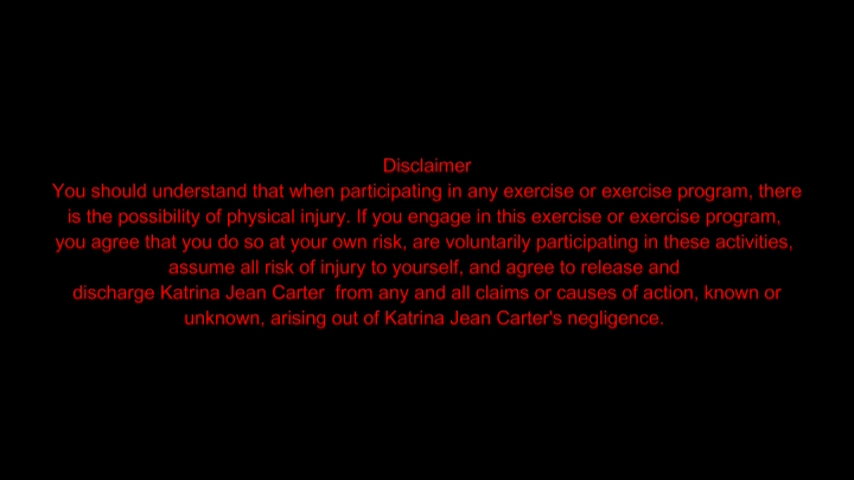 Disclaimer
You should understand that when participating in any exercise or exercise program, there
is the possibility of physical injury. If you engage in this exercise or exercise program,
you agree that you do so at your own risk, are voluntarily participating in these activities,
assume all risk of injury to yourself, and agree to release and
discharge Katrina Jean Carter  from any and all claims or causes of action, known or
unknown, arising out of Katrina Jean Carter's negligence.